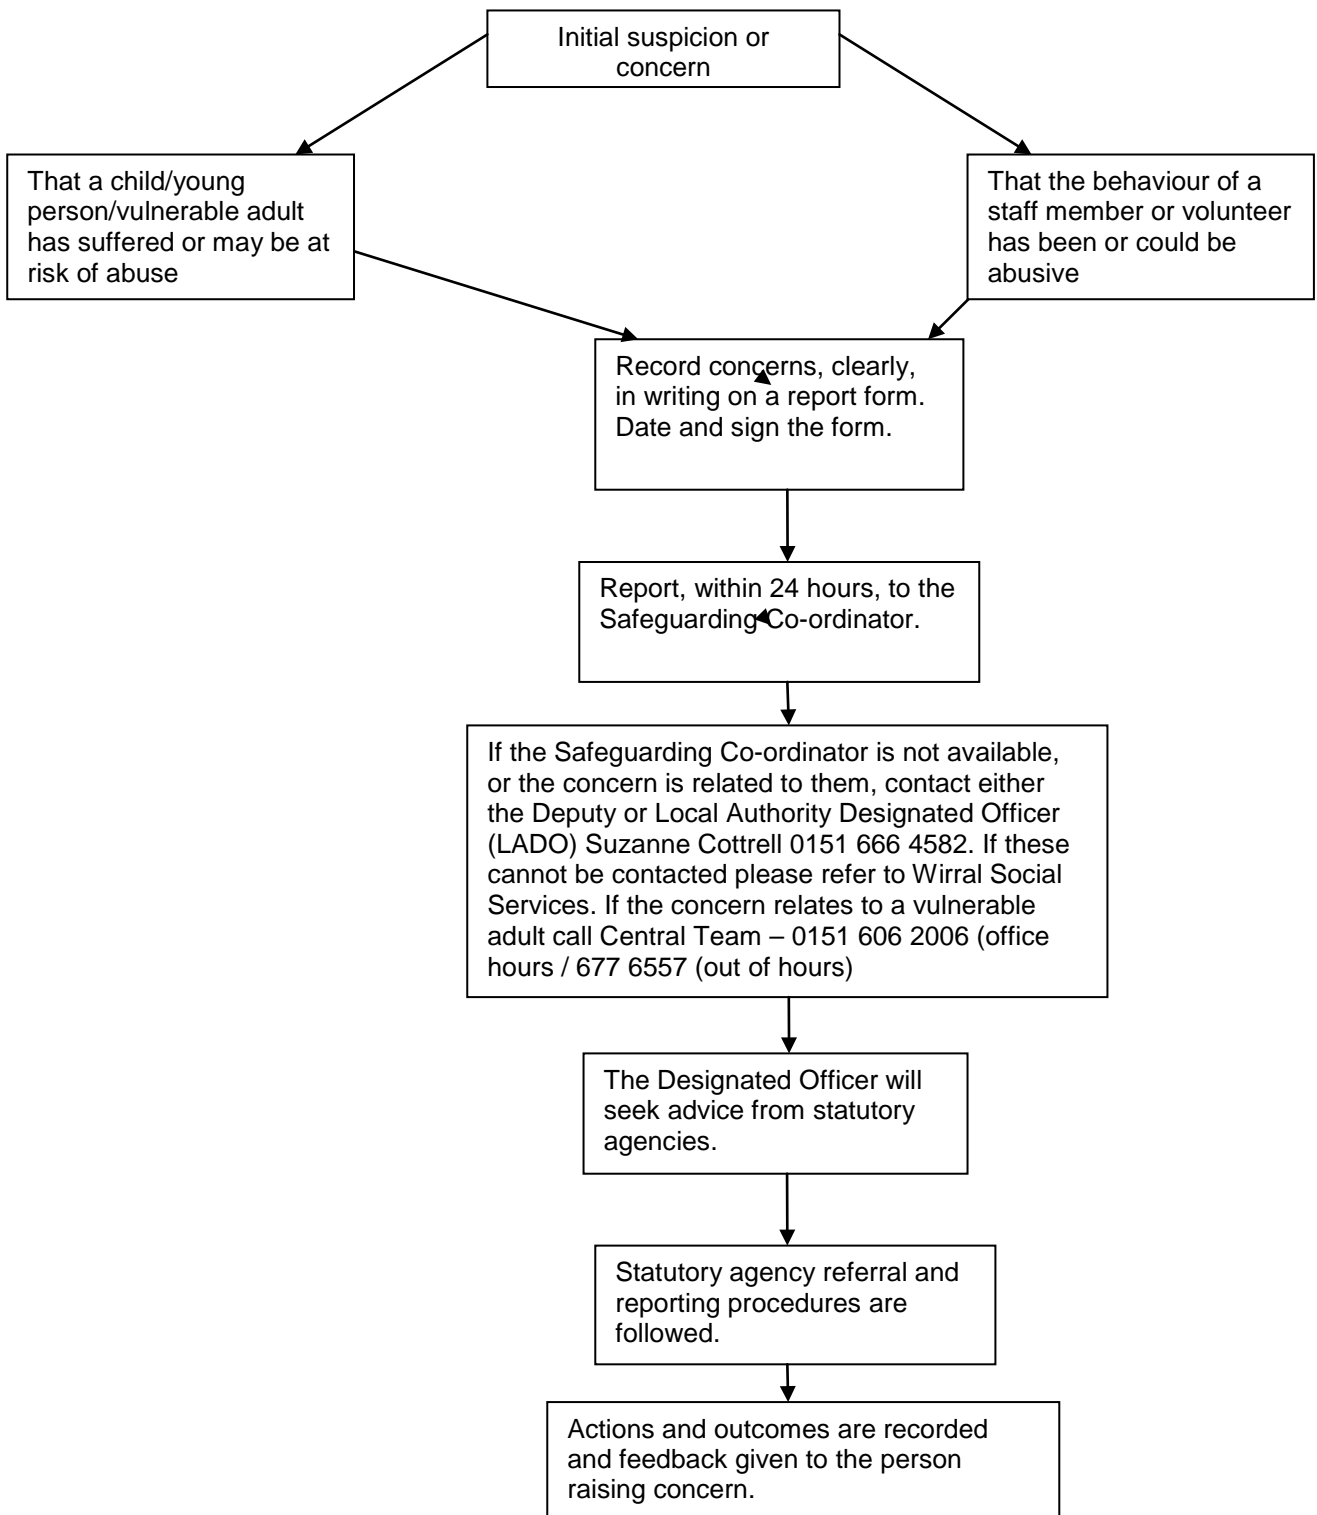 Initial suspicion or
concern
That a child/young
person/vulnerable adult
has suffered or may be at
risk of abuse
That the behaviour of a
staff member or volunteer
has been or could be
abusive
Record concerns, clearly,
in writing on a report form.
Date and sign the form.
Report, within 24 hours, to the
Safeguarding Co-ordinator.
If the Safeguarding Co-ordinator is not available,
or the concern is related to them, contact either
the Deputy or Local Authority Designated Officer
(LADO) Suzanne Cottrell 0151 666 4582. If these
cannot be contacted please refer to Wirral Social
Services. If the concern relates to a vulnerable
adult call Central Team – 0151 606 2006 (office
hours / 677 6557 (out of hours)
The Designated Officer will
seek advice from statutory
agencies.
Statutory agency referral and
reporting procedures are
followed.
Actions and outcomes are recorded
and feedback given to the person
raising concern.